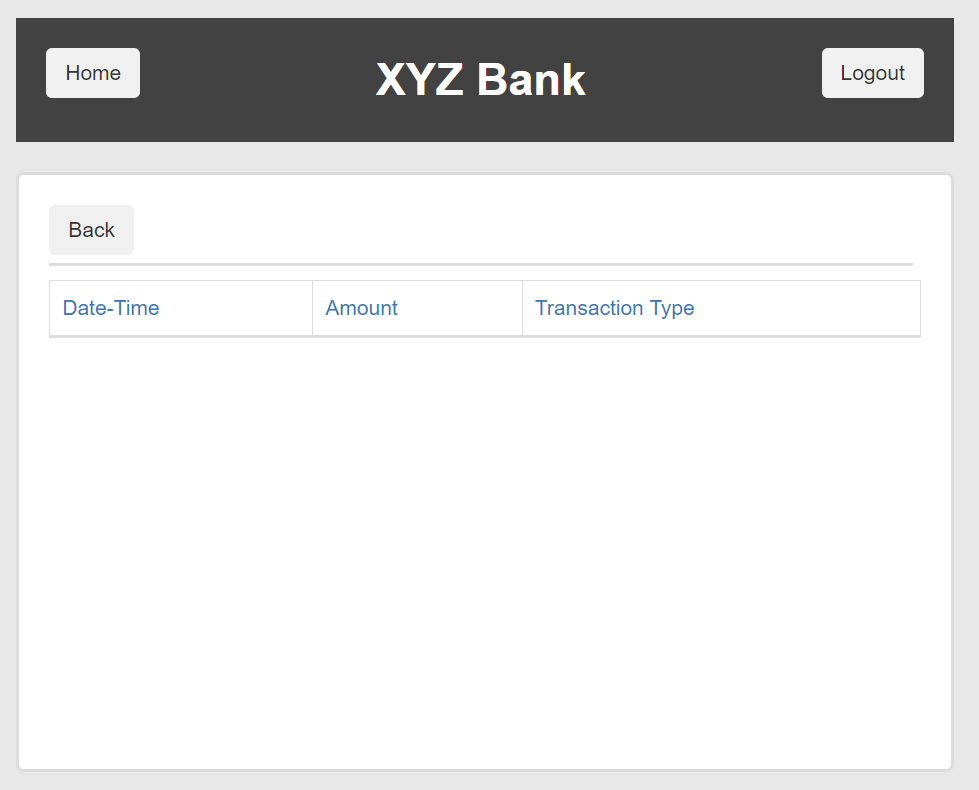 Home XYZ Bank Logout
Back
Date-Time Amount Transaction Type